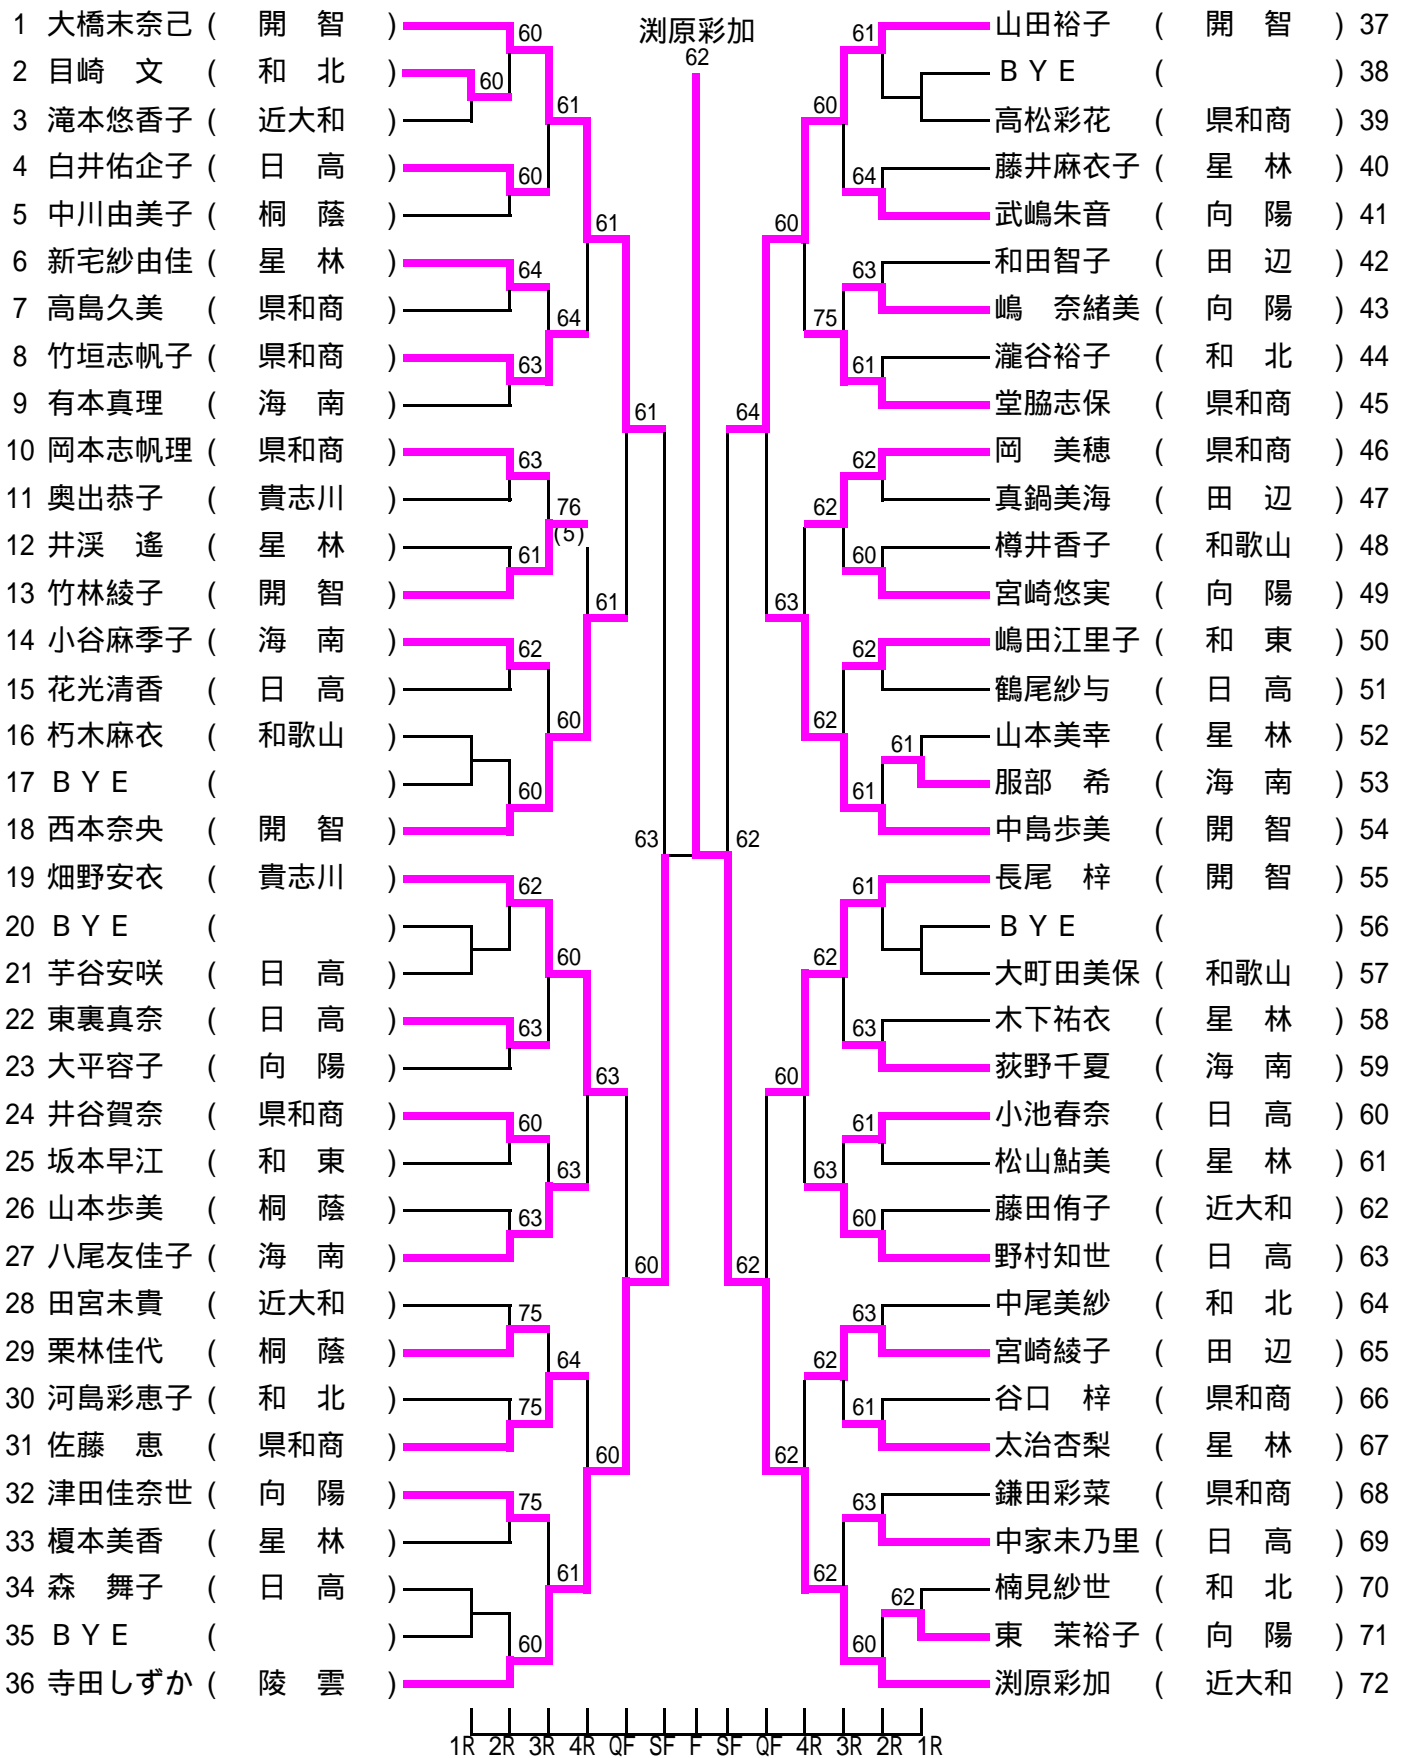 渕原彩加
62
1 大橋末奈己 ( 開 智 )
2 目崎 文 ( 和 北 )
3 滝本悠香子 ( 近大和 )
4 白井佑企子 ( 日 高 )
5 中川由美子 ( 桐 蔭 )
6 新宅紗由佳 ( 星 林 )
7 高島久美 ( 県和商 )
8 竹垣志帆子 ( 県和商 )
9 有本真理 ( 海 南 )
10 岡本志帆理 ( 県和商 )
11 奥出恭子 ( 貴志川 )
12 井渓 遙 ( 星 林 )
13 竹林綾子 ( 開 智 )
14 小谷麻季子 ( 海 南 )
15 花光清香 ( 日 高 )
16 朽木麻衣 ( 和歌山 )
17 ＢＹＥ ( )
18 西本奈央 ( 開 智 )
19 畑野安衣 ( 貴志川 )
20 ＢＹＥ ( )
21 芋谷安咲 ( 日 高 )
22 東裏真奈 ( 日 高 )
23 大平容子 ( 向 陽 )
24 井谷賀奈 ( 県和商 )
25 坂本早江 ( 和 東 )
26 山本歩美 ( 桐 蔭 )
27 八尾友佳子 ( 海 南 )
28 田宮未貴 ( 近大和 )
29 栗林佳代 ( 桐 蔭 )
30 河島彩恵子 ( 和 北 )
31 佐藤 恵 ( 県和商 )
32 津田佳奈世 ( 向 陽 )
33 榎本美香 ( 星 林 )
34 森 舞子 ( 日 高 )
35 ＢＹＥ ( )
36 寺田しずか ( 陵 雲 )
60
60
61
60
61
64
64
63
61
63
76
(5)
61
61
62
60
60
63
62
60
63
63
60
63
63
60
75
64
75
60
75
61
60
61
60
64
60
63
75
61
64
62
62
60
63
62
62
61
61
62
61
62
63
60
61
63
60
62
63
62
61
62
63
62
62
60
山田裕子 ( 開 智 ) 37
ＢＹＥ ( ) 38
高松彩花 ( 県和商 ) 39
藤井麻衣子 ( 星 林 ) 40
武嶋朱音 ( 向 陽 ) 41
和田智子 ( 田 辺 ) 42
嶋 奈緒美 ( 向 陽 ) 43
瀧谷裕子 ( 和 北 ) 44
堂脇志保 ( 県和商 ) 45
岡 美穂 ( 県和商 ) 46
真鍋美海 ( 田 辺 ) 47
樽井香子 ( 和歌山 ) 48
宮崎悠実 ( 向 陽 ) 49
嶋田江里子 ( 和 東 ) 50
鶴尾紗与 ( 日 高 ) 51
山本美幸 ( 星 林 ) 52
服部 希 ( 海 南 ) 53
中島歩美 ( 開 智 ) 54
長尾 梓 ( 開 智 ) 55
ＢＹＥ ( ) 56
大町田美保 ( 和歌山 ) 57
木下祐衣 ( 星 林 ) 58
荻野千夏 ( 海 南 ) 59
小池春奈 ( 日 高 ) 60
松山鮎美 ( 星 林 ) 61
藤田侑子 ( 近大和 ) 62
野村知世 ( 日 高 ) 63
中尾美紗 ( 和 北 ) 64
宮崎綾子 ( 田 辺 ) 65
谷口 梓 ( 県和商 ) 66
太治杏梨 ( 星 林 ) 67
鎌田彩菜 ( 県和商 ) 68
中家未乃里 ( 日 高 ) 69
楠見紗世 ( 和 北 ) 70
東 茉裕子 ( 向 陽 ) 71
渕原彩加 ( 近大和 ) 72
1R 2R 3R 4R QF SF F SF QF 4R 3R 2R 1R